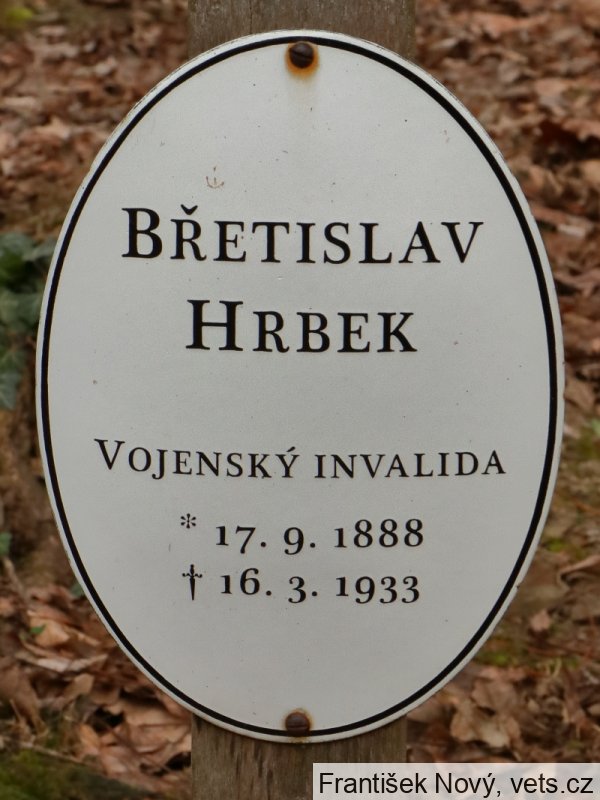 Břetislav
Hrbek
Vojenský invalida
* 17. 9. 1888
† 16. 3. 1933
František Nový, vets.cz